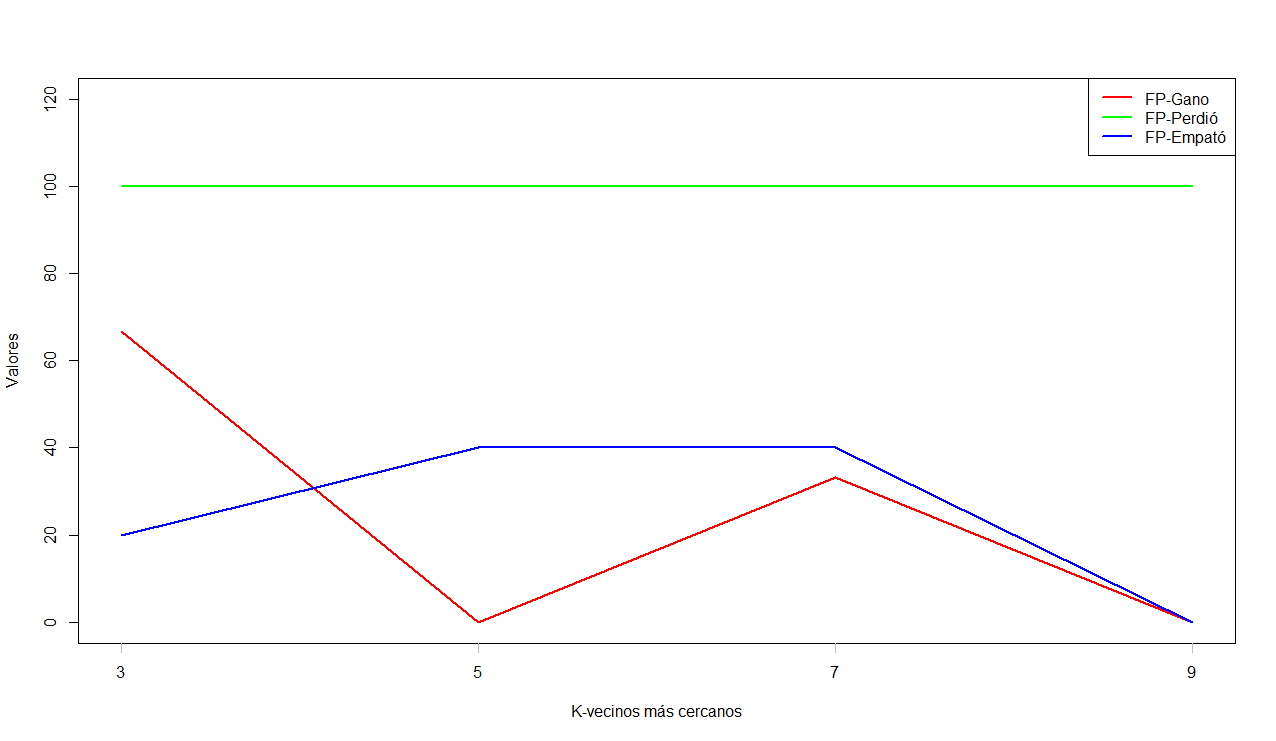 FP-Gano
FP-Perdió
FP-Empató
120
100
80
60
40
20
0
Valores
3 5 7 9
K-vecinos más cercanos